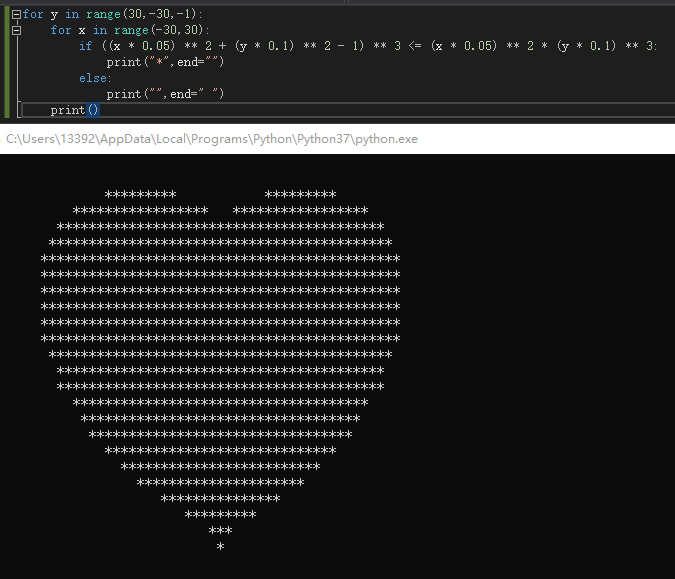 for y in range(30,-30,-1):
    for x in range(-30,30):
        if ((x * 0.05) ** 2 + (y * 0.1) ** 2 - 1) ** 3 <= (x * 0.05) ** 2 * (y * 0.1) ** 3:
            print("*",end="")
        else:
            print("",end=" ")
    print()
C:\Users\13392\AppData\Local\Programs\Python\Python37\python.exe
             *********           *********
         *****************   *****************
       *****************************************
      *******************************************
     *********************************************
     *********************************************
     *********************************************
     *********************************************
     *********************************************
     *********************************************
      *******************************************
       *****************************************
       *****************************************
         *************************************
          ***********************************
           *********************************
             *****************************
               *************************
                 *********************
                    ***************
                       *********
                          ***
                           *